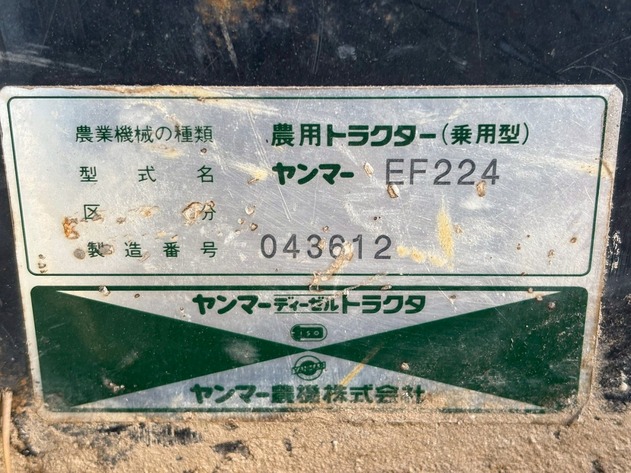 農業機械の種類 農用トラクター(乗用型)
型式名 ヤンマー EF224
区分
製造番号 043612
ヤンマーディーゼルトラクタ
ISO
ヤンマー農機株式会社